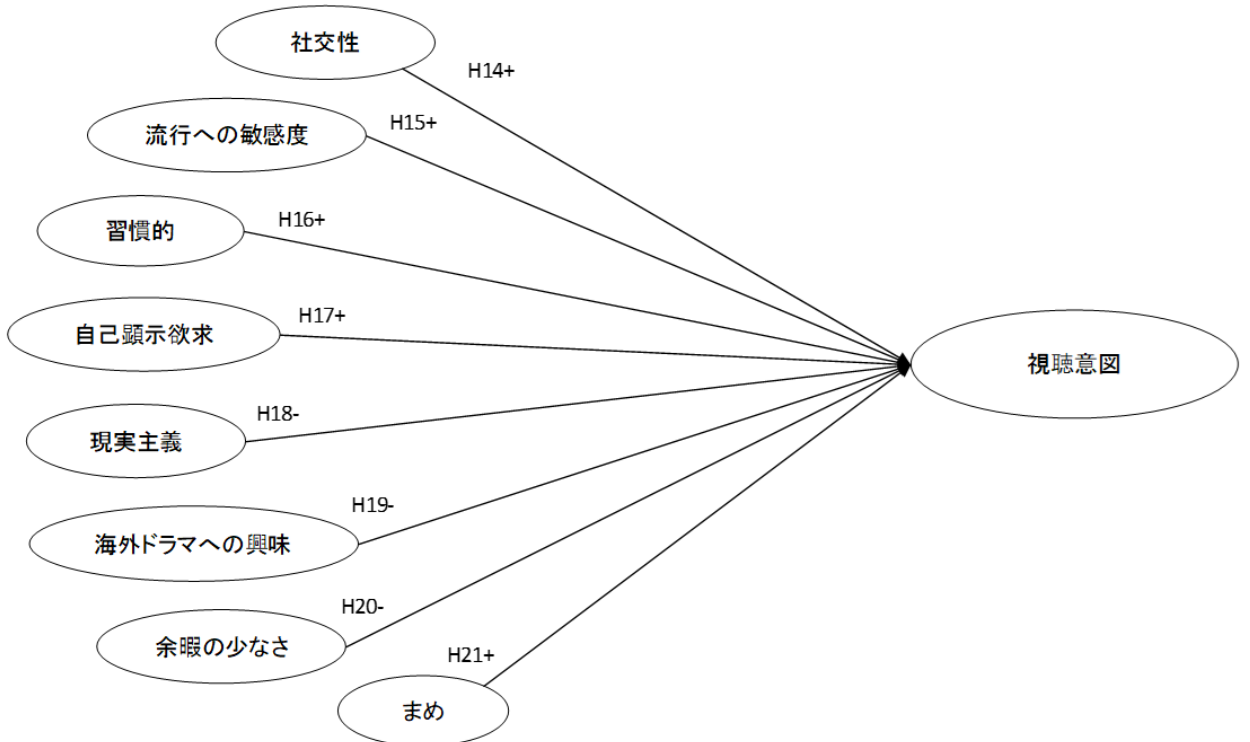 社交性
H14+
流行への敏感度
H15+
習慣的
H16+
自己顕示欲求
H17+
現実主義
H18-
海外ドラマへの興味
H19-
余暇の少なさ
H20-
まめ
H21+
視聴意図